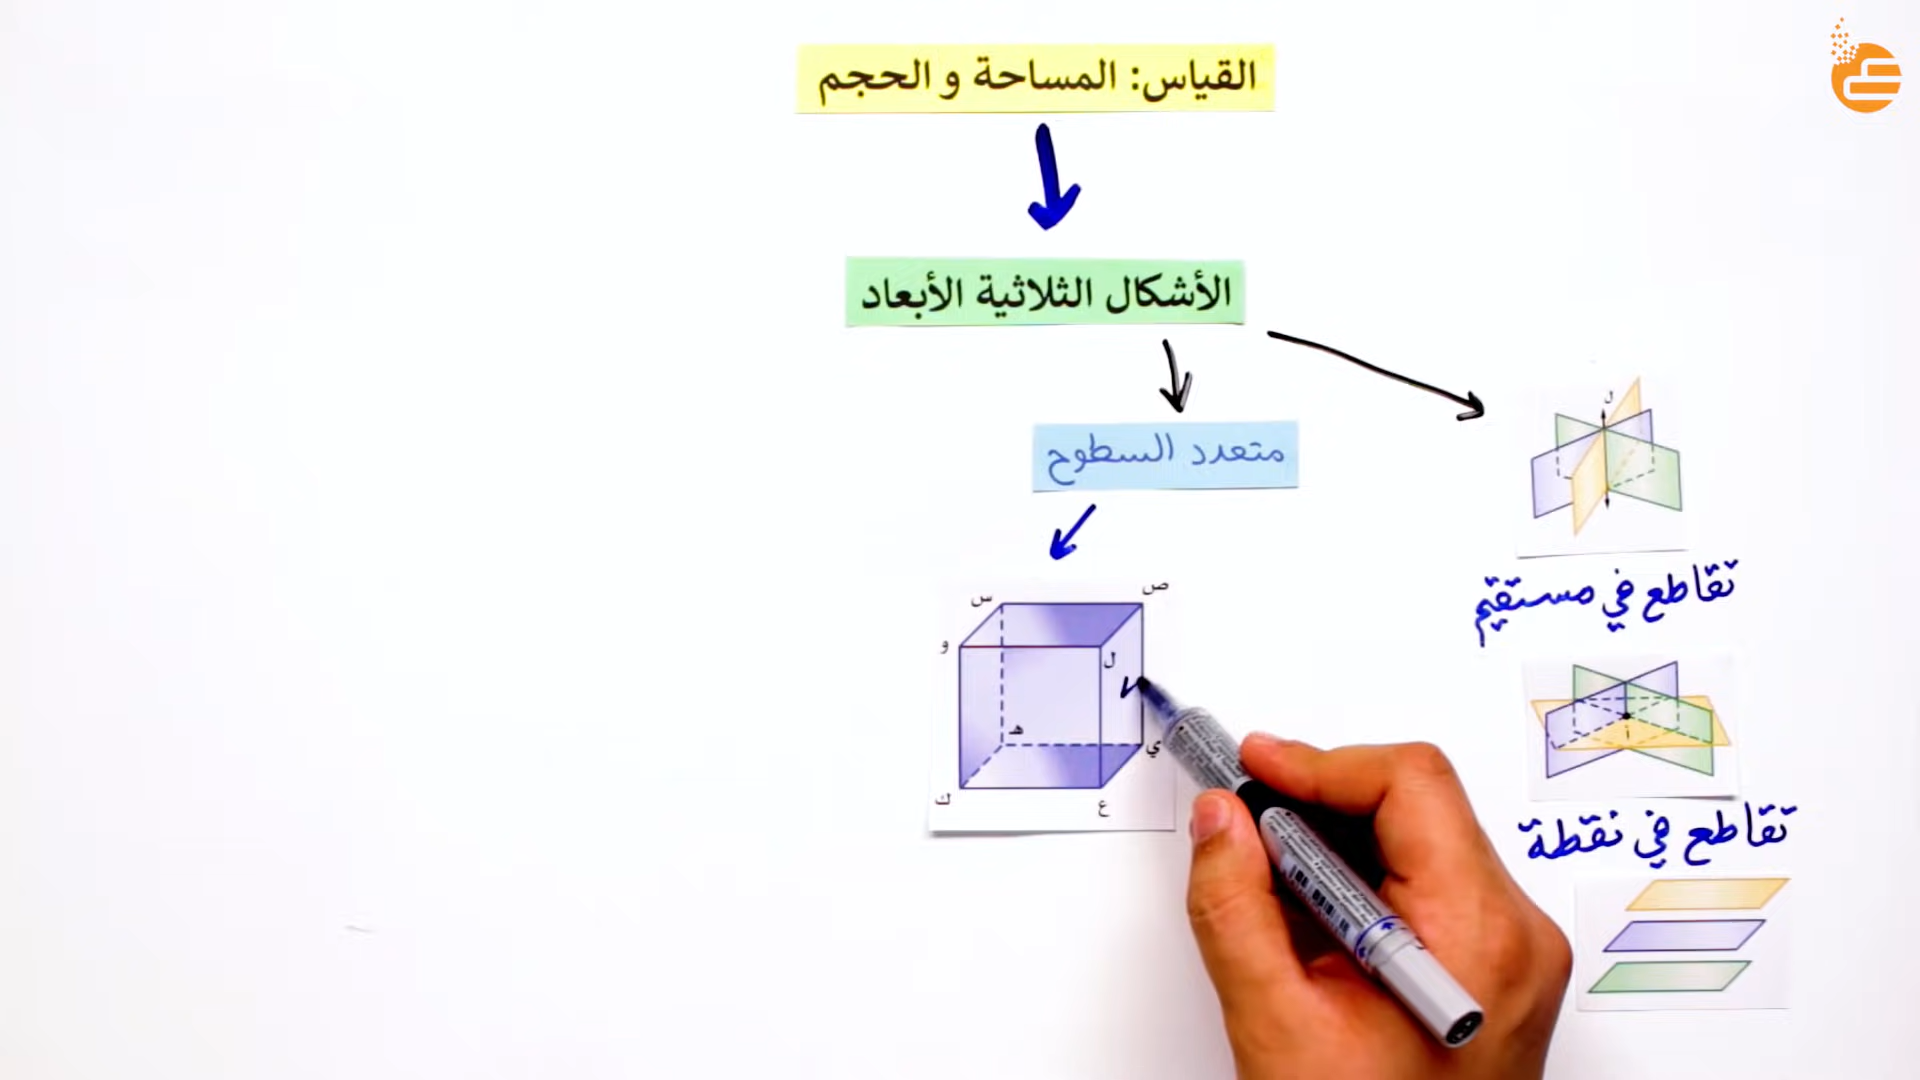 القياس: المساحة و الحجم
الأشكال الثلاثية الأبعاد
متعدد السطوح
ل
تقاطع في مستقيم
تقاطع في نقطة
ص
س
و
ل
هـ
ي
ك
ع